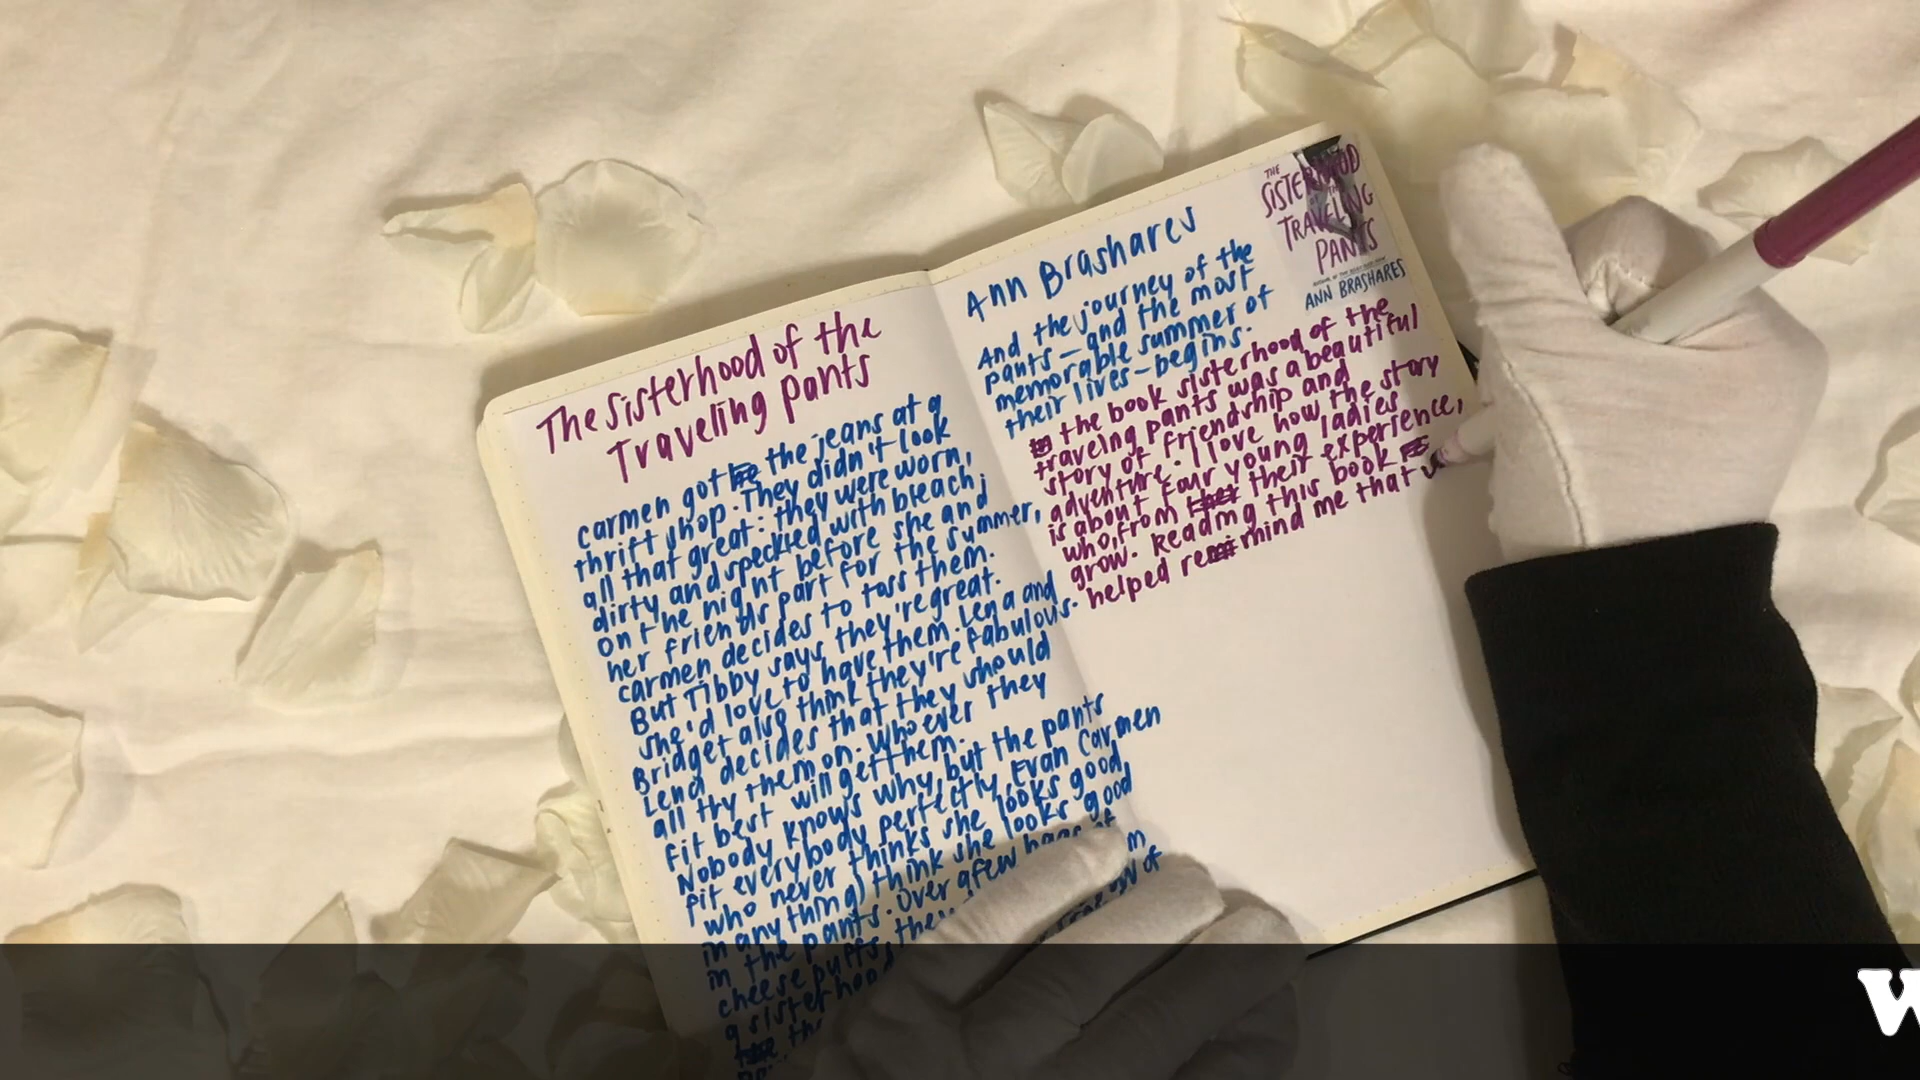 The sisterhood of the
Traveling pants
carmen got the jeans at a
thrift shop. They didn't look
all that great: they were worn,
dirty and speckled with bleach;
on the night before she and
her friends part for the summer,
carmen decides to toss them.
But Tibby says they're great.
she'd love to have them. Lena and
Bridget also think they're fabulous.
Lena decides that they should
all try them on. Whoever they
fit best will get them.
Nobody knows why, but the pants
fit everybody perfectly. Evan Carmen
who never thinks she looks good
in anything) think she looks good
in the pants. Over a few bags of
cheese puffs, they
a sisterhood
Ann Brashares
And the journey of the
pants—and the most
memorable summer of
their lives—begins.
the book sisterhood of the
travelng pants was a beautiful
story of friendship and
adventure. I love how the story
is about four young ladies
who, from their experience,
grow. Reading this book
helped remind me that
THE
SISTERHOOD
TRAVELING
PANTS
ANN BRASHARES
W